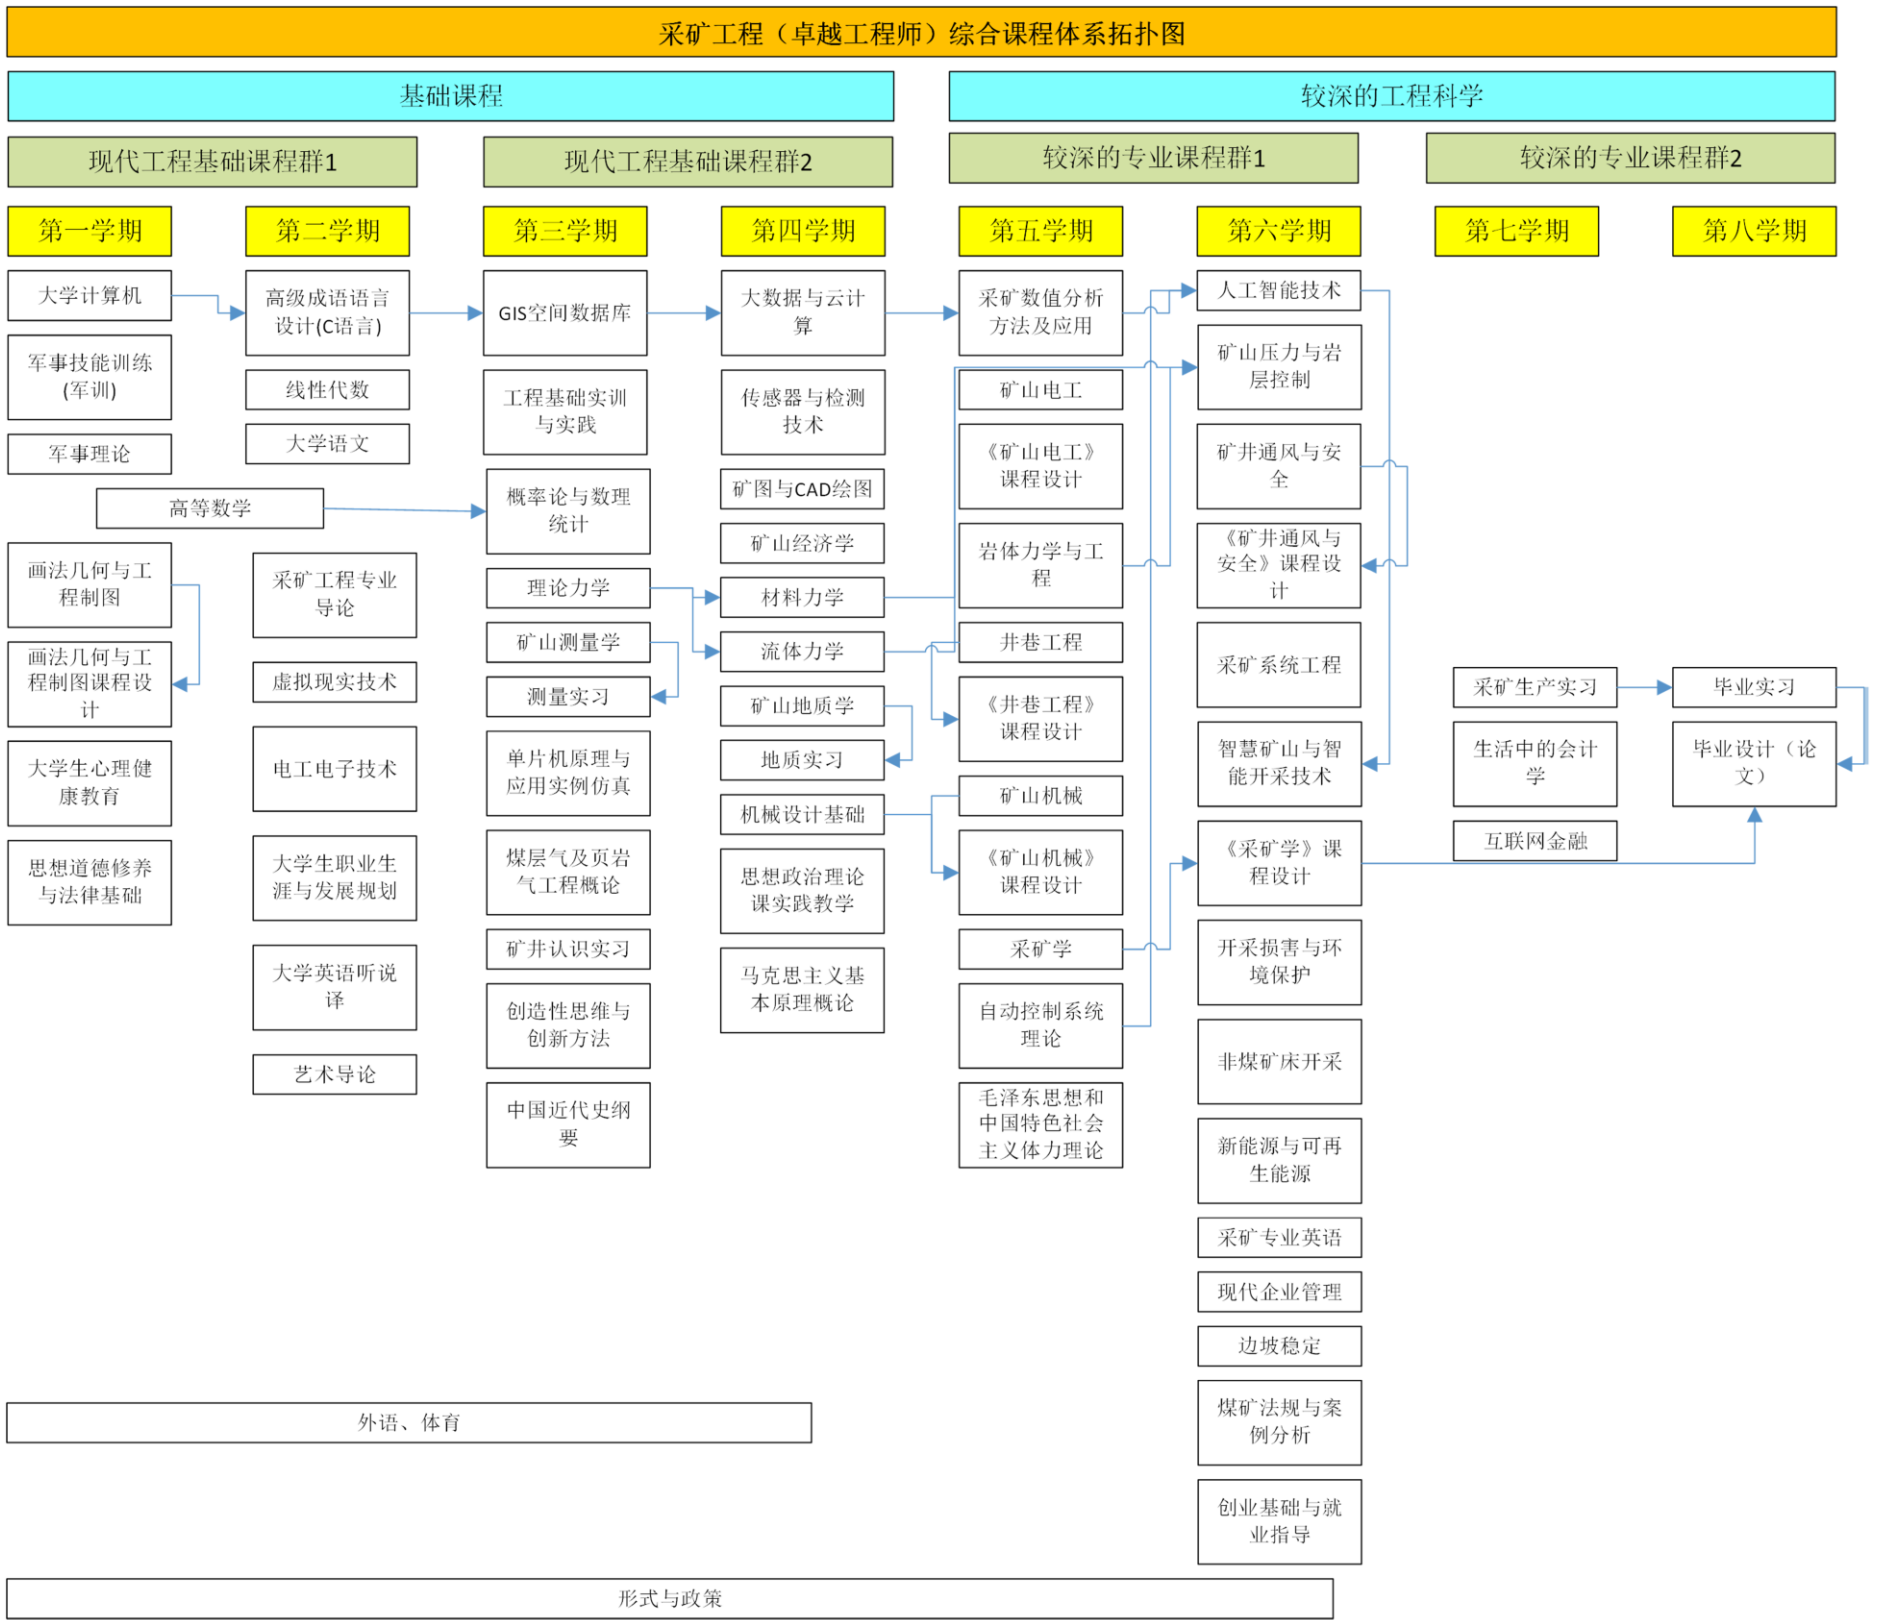 采矿工程（卓越工程师）综合课程体系拓扑图
基础课程
较深的工程科学
现代工程基础课程群1
现代工程基础课程群2
较深的专业课程群1
较深的专业课程群2
第一学期
第二学期
第三学期
第四学期
第五学期
第六学期
第七学期
第八学期
大学计算机
军事技能训练
(军训)
军事理论
高等数学
画法几何与工
程制图
画法几何与工
程制图课程设
计
大学生心理健
康教育
思想道德修养
与法律基础
高级成语语言
设计(C语言)
线性代数
大学语文
采矿工程专业
导论
虚拟现实技术
电工电子技术
大学生职业生
涯与发展规划
大学英语听说
译
艺术导论
GIS空间数据库
工程基础实训
与实践
概率论与数理
统计
理论力学
矿山测量学
测量实习
单片机原理与
应用实例仿真
煤层气及页岩
气工程概论
矿井认识实习
创造性思维与
创新方法
中国近代史纲
要
大数据与云计
算
传感器与检测
技术
矿图与CAD绘图
矿山经济学
材料力学
流体力学
矿山地质学
地质实习
机械设计基础
思想政治理论
课实践教学
马克思主义基
本原理概论
采矿数值分析
方法及应用
矿山电工
《矿山电工》
课程设计
岩体力学与工
程
井巷工程
《井巷工程》
课程设计
矿山机械
《矿山机械》
课程设计
采矿学
自动控制系统
理论
毛泽东思想和
中国特色社会
主义体力理论
人工智能技术
矿山压力与岩
层控制
矿井通风与安
全
《矿井通风与
安全》课程设
计
采矿系统工程
智慧矿山与智
能开采技术
《采矿学》课
程设计
开采损害与环
境保护
非煤矿床开采
新能源与可再
生能源
采矿专业英语
现代企业管理
边坡稳定
煤矿法规与案
例分析
创业基础与就
业指导
采矿生产实习
生活中的会计
学
互联网金融
毕业实习
毕业设计（论
文）
外语、体育
形式与政策